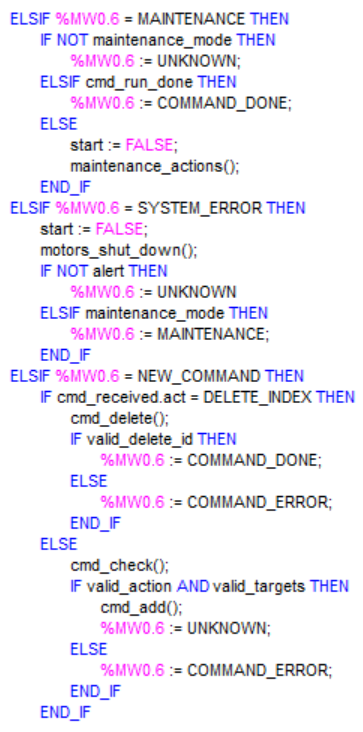 ELSIF %MW0.6 = MAINTENANCE THEN
IF NOT maintenance_mode THEN
%MW0.6 := UNKNOWN;
ELSIF cmd_run_done THEN
%MW0.6 := COMMAND_DONE;
ELSE
start := FALSE;
maintenance_actions();
END_IF
ELSIF %MW0.6 = SYSTEM_ERROR THEN
start := FALSE;
motors_shut_down();
IF NOT alert THEN
%MW0.6 := UNKNOWN
ELSIF maintenance_mode THEN
%MW0.6 := MAINTENANCE;
END_IF
ELSIF %MW0.6 = NEW_COMMAND THEN
IF cmd_received.act = DELETE_INDEX THEN
cmd_delete();
IF valid_delete_id THEN
%MW0.6 := COMMAND_DONE;
ELSE
%MW0.6 := COMMAND_ERROR;
END_IF
ELSE
cmd_check();
IF valid_action AND valid_targets THEN
cmd_add();
%MW0.6 := UNKNOWN;
ELSE
%MW0.6 := COMMAND_ERROR;
END_IF
END_IF